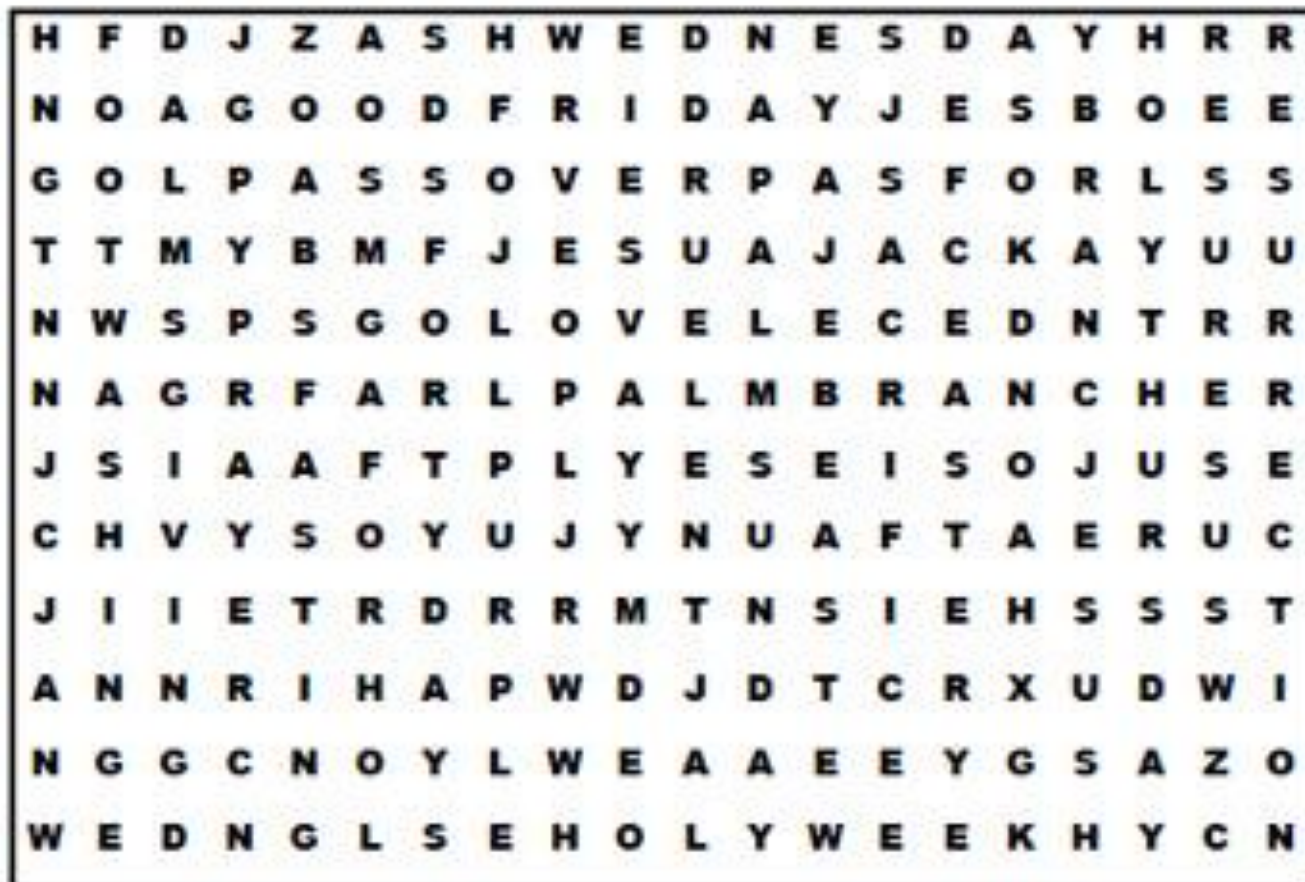 H F D J Z A S H W E D N E S D A Y H R R
N O A G O O D F R I D A Y J E S B O E E
G O L P A S S O V E R P A S F O R L S S
T T M Y B M F J E S U A J A C K A Y U U
N W S P S G O L O V E L E C E D N T R R
N A G R F A R L P A L M B R A N C H E R
J S I A A F T P L Y E S E I S O J U S E
C H V Y S O Y U J Y N U A F T A E R U C
J I I E T R D R R M T N S I E H S S S T
A N N R I H A P W D J D T C R X U D W I
N G G C N O Y L W E A A E E Y G S A Z O
W E D N G L S E H O L Y W E E K H Y C N